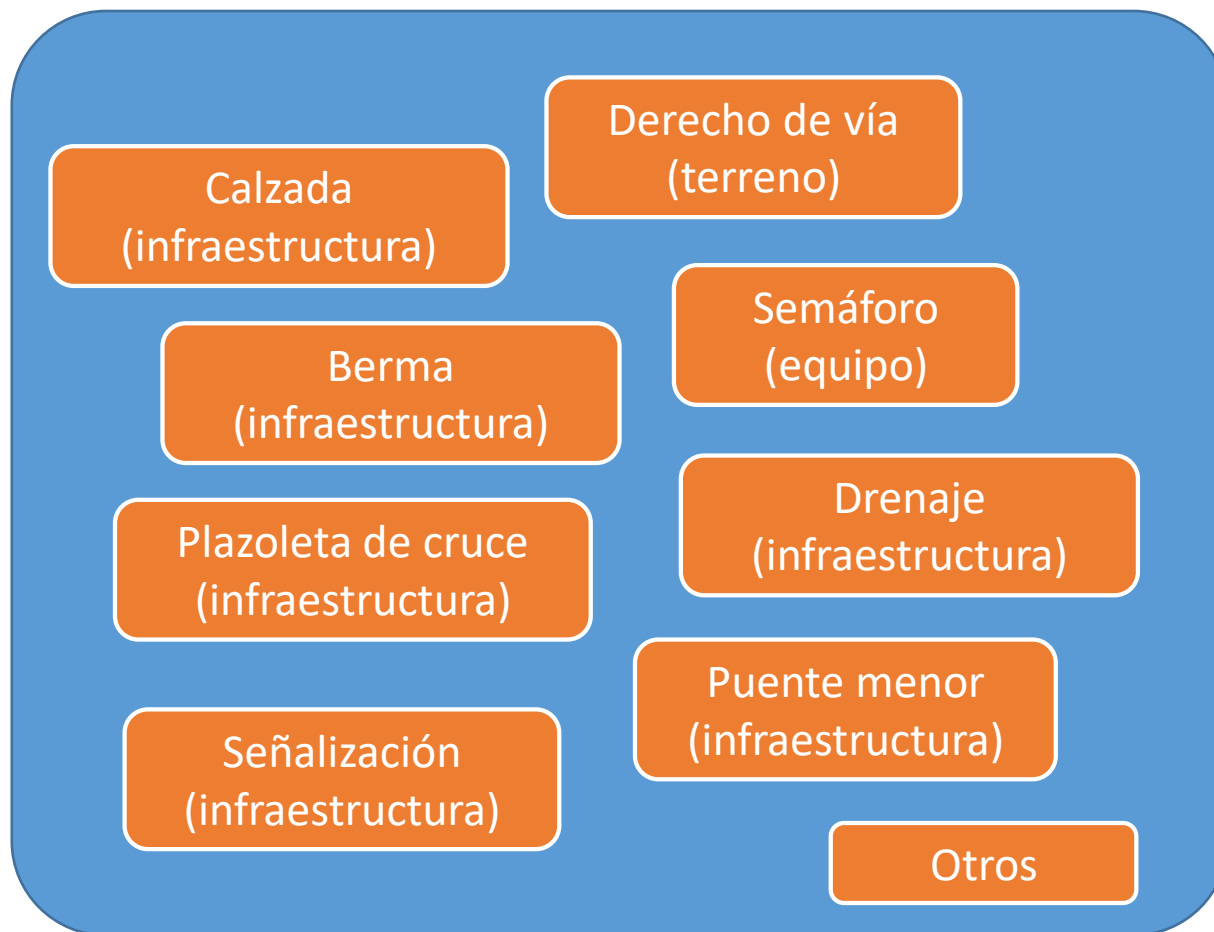 Derecho de vía
(terreno)
Calzada
(infraestructura)
Semáforo
(equipo)
Berma
(infraestructura)
Drenaje
(infraestructura)
Plazoleta de cruce
(infraestructura)
Puente menor
(infraestructura)
Señalización
(infraestructura)
Otros